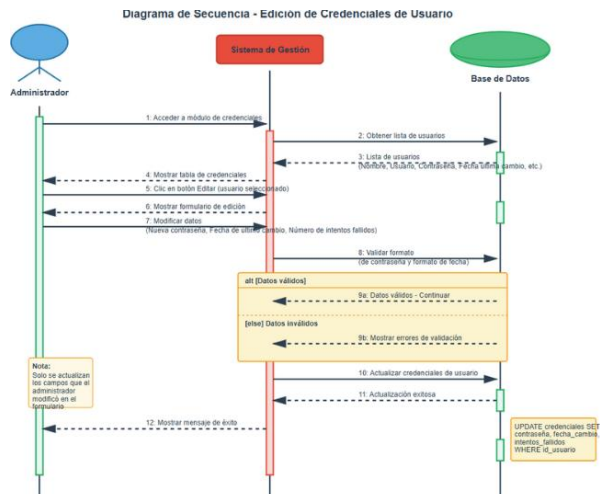 Diagrama de Secuencia - Edición de Credenciales de Usuario
Administrador
Sistema de Gestión
Base de Datos
1: Acceder a módulo de credenciales
2: Obtener lista de usuarios
3: Lista de usuarios
(Nombre, Usuario, Contraseña, Fecha última cambio, etc.)
4: Mostrar tabla de credenciales
5: Clic en botón Editar (usuario seleccionado)
6: Mostrar formulario de edición
7: Modificar datos
(Nueva contraseña, Fecha de último cambio, Número de intentos fallidos)
8: Validar formato
(de contraseña y formato de fecha)
alt [Datos válidos]
9a: Datos válidos - Continuar
[else] Datos inválidos
9b: Mostrar errores de validación
Nota:
Solo se actualizan
los campos que el
administrador
modificó en el
formulario
10: Actualizar credenciales de usuario
11: Actualización exitosa
12: Mostrar mensaje de éxito
UPDATE credenciales SET
contraseña, fecha_cambio,
intentos_fallidos
WHERE id_usuario